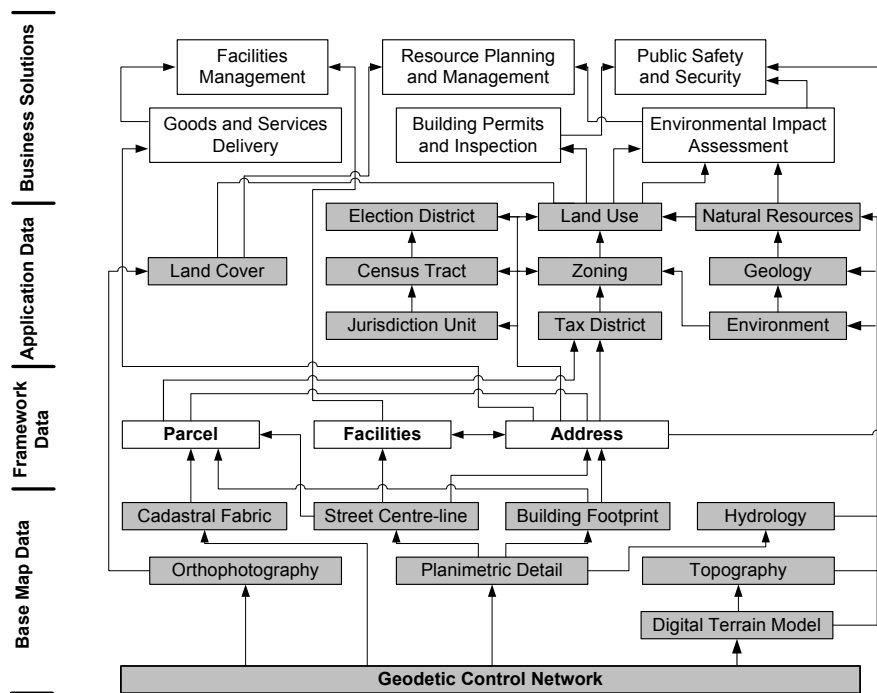 Business Solutions
Facilities
Management
Resource Planning
and Management
Public Safety
and Security
Goods and Services
Delivery
Building Permits
and Inspection
Environmental Impact
Assessment
Application Data
Election District
Land Use
Natural Resources
Land Cover
Census Tract
Zoning
Geology
Jurisdiction Unit
Tax District
Environment
Framework
Data
Parcel
Facilities
Address
Base Map Data
Cadastral Fabric
Street Centre-line
Building Footprint
Hydrology
Orthophotography
Planimetric Detail
Topography
Digital Terrain Model
Geodetic Control Network